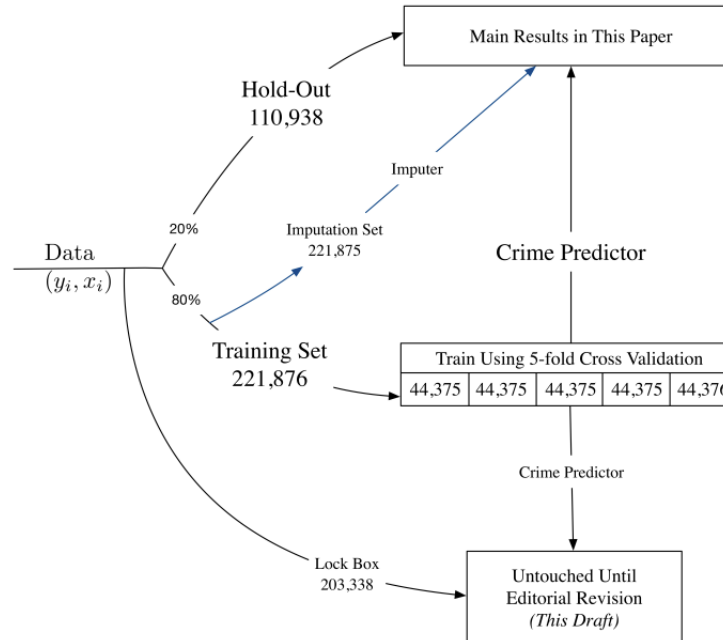 Main Results in This Paper
Hold-Out
110,938
Imputer
20%
Imputation Set
221,875
Data
(y_i, x_i)
Crime Predictor
80%
Training Set
221,876
Train Using 5-fold Cross Validation
44,375 44,375 44,375 44,375 44,376
Crime Predictor
Lock Box
203,338
Untouched Until
Editorial Revision
(This Draft)